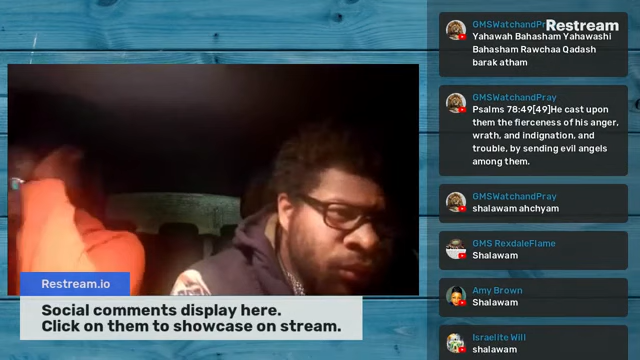 GMSWatchandPr
Restream
Yahawah Bahasham Yahawashi
Bahasham Rawchaa Qadash
barak atham
GMSWatchandPray
Psalms 78:49[49]He cast upon
them the fierceness of his anger,
wrath, and indignation, and
trouble, by sending evil angels
among them.
GMSWatchandPray
shalawam ahchyam
GMS RexdaleFlame
Shalawam
Amy Brown
Shalawam
Israelite Will
shalawam
Restream.io
Social comments display here.
Click on them to showcase on stream.